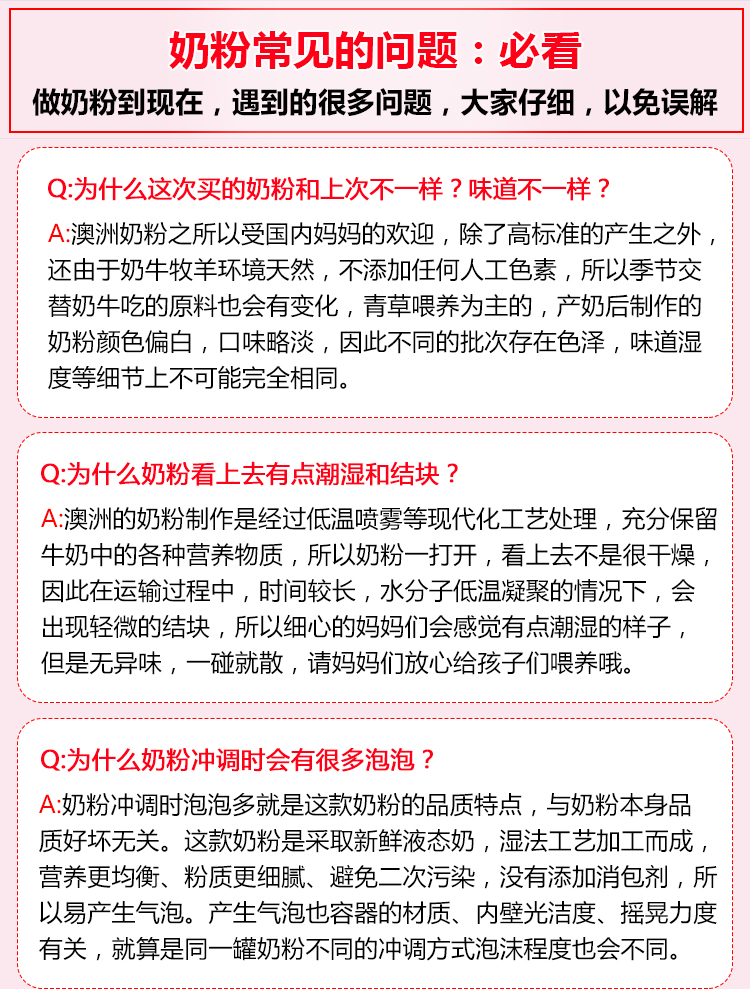 奶粉常见的问题：必看
做奶粉到现在，遇到的很多问题，大家仔细，以免误解
Q:为什么这次买的奶粉和上次不一样？味道不一样？
A:澳洲奶粉之所以受国内妈妈的欢迎，除了高标准的产生之外，
还由于奶牛牧羊环境天然，不添加任何人工色素，所以季节交
替奶牛吃的原料也会有变化，青草喂养为主的，产奶后制作的
奶粉颜色偏白，口味略淡，因此不同的批次存在色泽，味道湿
度等细节上不可能完全相同。
Q:为什么奶粉看上去有点潮湿和结块？
A:澳洲的奶粉制作是经过低温喷雾等现代化工艺处理，充分保留
牛奶中的各种营养物质，所以奶粉一打开，看上去不是很干燥，
因此在运输过程中，时间较长，水分子低温凝聚的情况下，会
出现轻微的结块，所以细心的妈妈们会感觉有点潮湿的样子，
但是无异味，一碰就散，请妈妈们放心给孩子们喂养哦。
Q:为什么奶粉冲调时会有很多泡泡？
A:奶粉冲调时泡泡多就是这款奶粉的品质特点，与奶粉本身品
质好坏无关。这款奶粉是采取新鲜液态奶，湿法工艺加工而成，
营养更均衡、粉质更细腻、避免二次污染，没有添加消包剂，所
以易产生气泡。产生气泡也容器的材质、内壁光洁度、摇晃力度
有关，就算是同一罐奶粉不同的冲调方式泡沫程度也会不同。